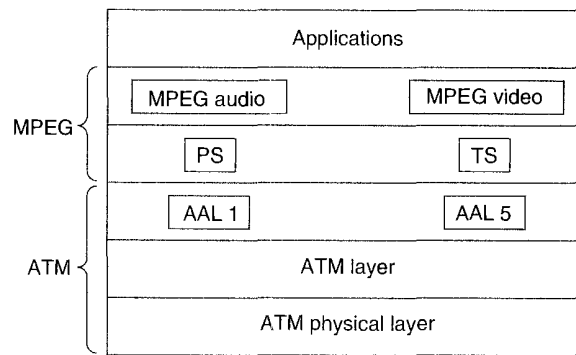 Applications
MPEG audio MPEG video
MPEG
PS TS
AAL 1 AAL 5
ATM
ATM layer
ATM physical layer